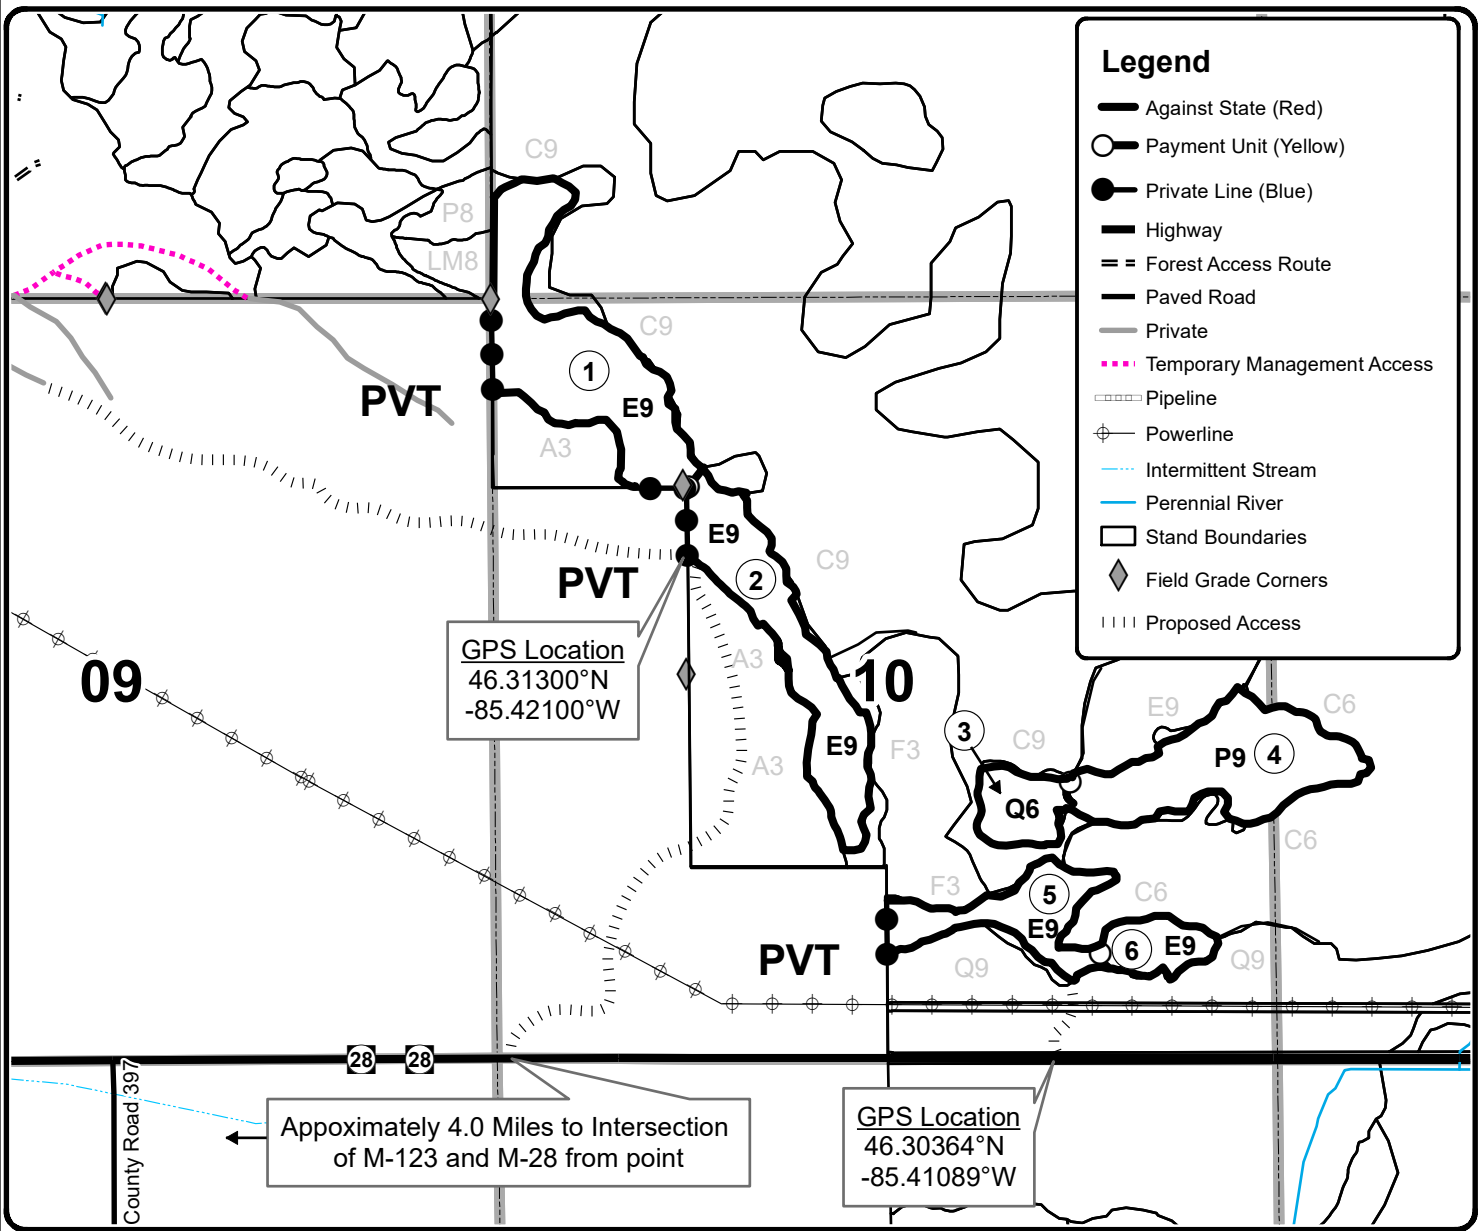 Legend
Against State (Red)
Payment Unit (Yellow)
Private Line (Blue)
Highway
Forest Access Route
Paved Road
Private
Temporary Management Access
Pipeline
Powerline
Intermittent Stream
Perennial River
Stand Boundaries
Field Grade Corners
Proposed Access
C9
P8
LM8
C9
1
PVT
E9
A3
E9
C9
2
PVT
GPS Location
46.31300°N
-85.42100°W
A3
09
10
E9
C6
3
C9
F3
E9
P9
4
A3
Q6
C6
F3
5
C6
E9
6
E9
PVT
Q9
Q9
28
28
County Road 397
Appoximately 4.0 Miles to Intersection
of M-123 and M-28 from point
GPS Location
46.30364°N
-85.41089°W